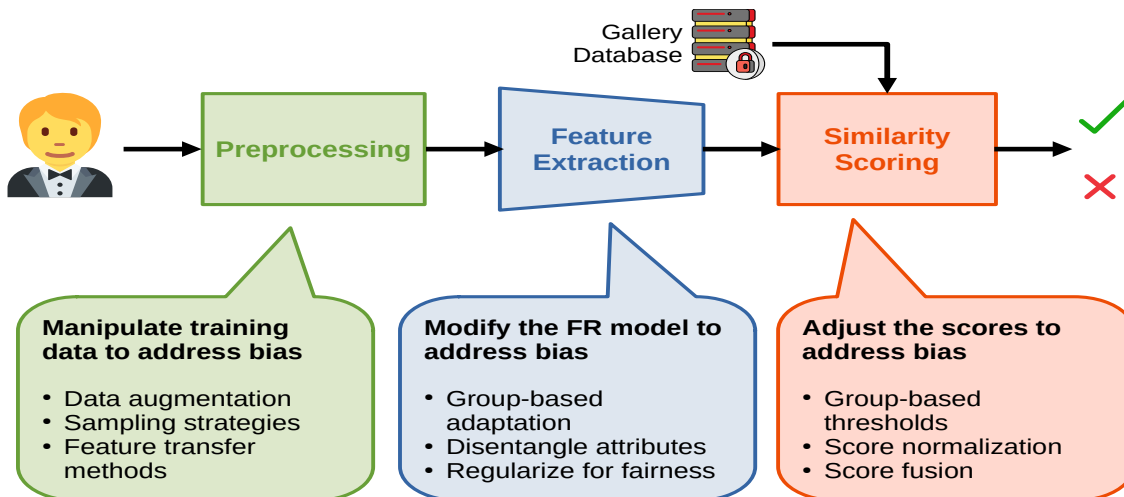 Gallery
Database
Preprocessing
Feature
Extraction
Similarity
Scoring
Manipulate training
data to address bias
• Data augmentation
• Sampling strategies
• Feature transfer
methods
Modify the FR model to
address bias
• Group-based
adaptation
• Disentangle attributes
• Regularize for fairness
Adjust the scores to
address bias
• Group-based
thresholds
• Score normalization
• Score fusion